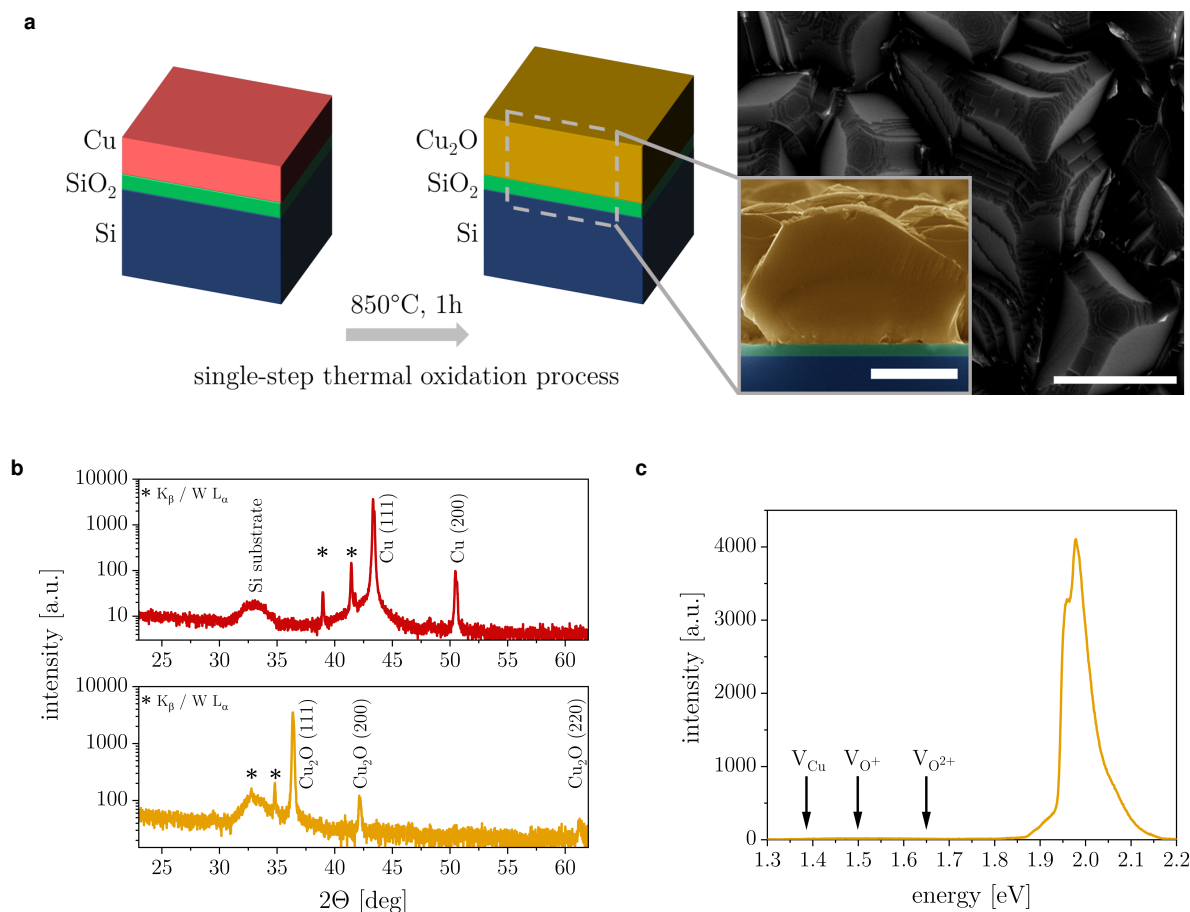 a
Cu
SiO₂
Si
Cu₂O
SiO₂
Si
850°C, 1h
single-step thermal oxidation process
b
intensity [a.u.]
10000
1000
100
10
* Kβ / W Lα
Si substrate
*
*
Cu (111)
Cu (200)
25 30 35 40 45 50 55 60
10000
1000
100
* Kβ / W Lα
*
*
Cu₂O (111)
Cu₂O (200)
Cu₂O (220)
25 30 35 40 45 50 55 60
2Θ [deg]
c
intensity [a.u.]
4000
3000
2000
1000
0
V_Cu
V_O⁺
V_O²⁺
1.3 1.4 1.5 1.6 1.7 1.8 1.9 2.0 2.1 2.2
energy [eV]